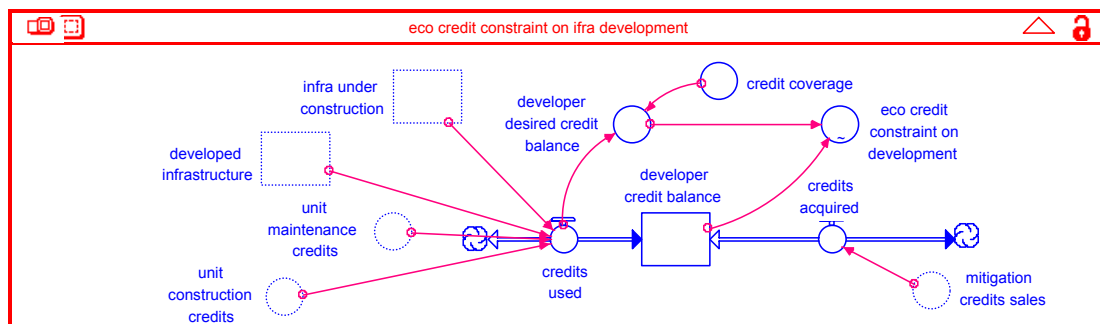 eco credit constraint on ifra development
infra under
construction
developer
desired credit
balance
credit coverage
eco credit
constraint on
development
developed
infrastructure
developer
credit balance
credits
acquired
unit
maintenance
credits
~
unit
construction
credits
credits
used
mitigation
credits sales